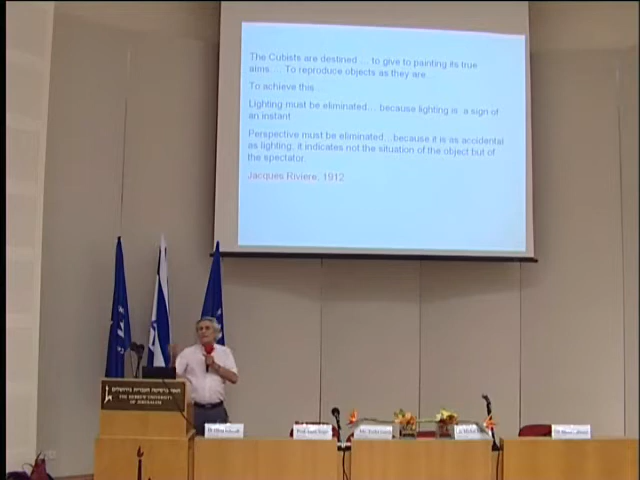 The Cubists are destined … to give to painting its true
aims… To reproduce objects as they are…
To achieve this…
Lighting must be eliminated… because lighting is a sign of
an instant
Perspective must be eliminated…because it is as accidental
as lighting, it indicates not the situation of the object but of
the spectator.
Jacques Riviere, 1912
האוניברסיטה העברית בירושלים
THE HEBREW UNIVERSITY
OF JERUSALEM